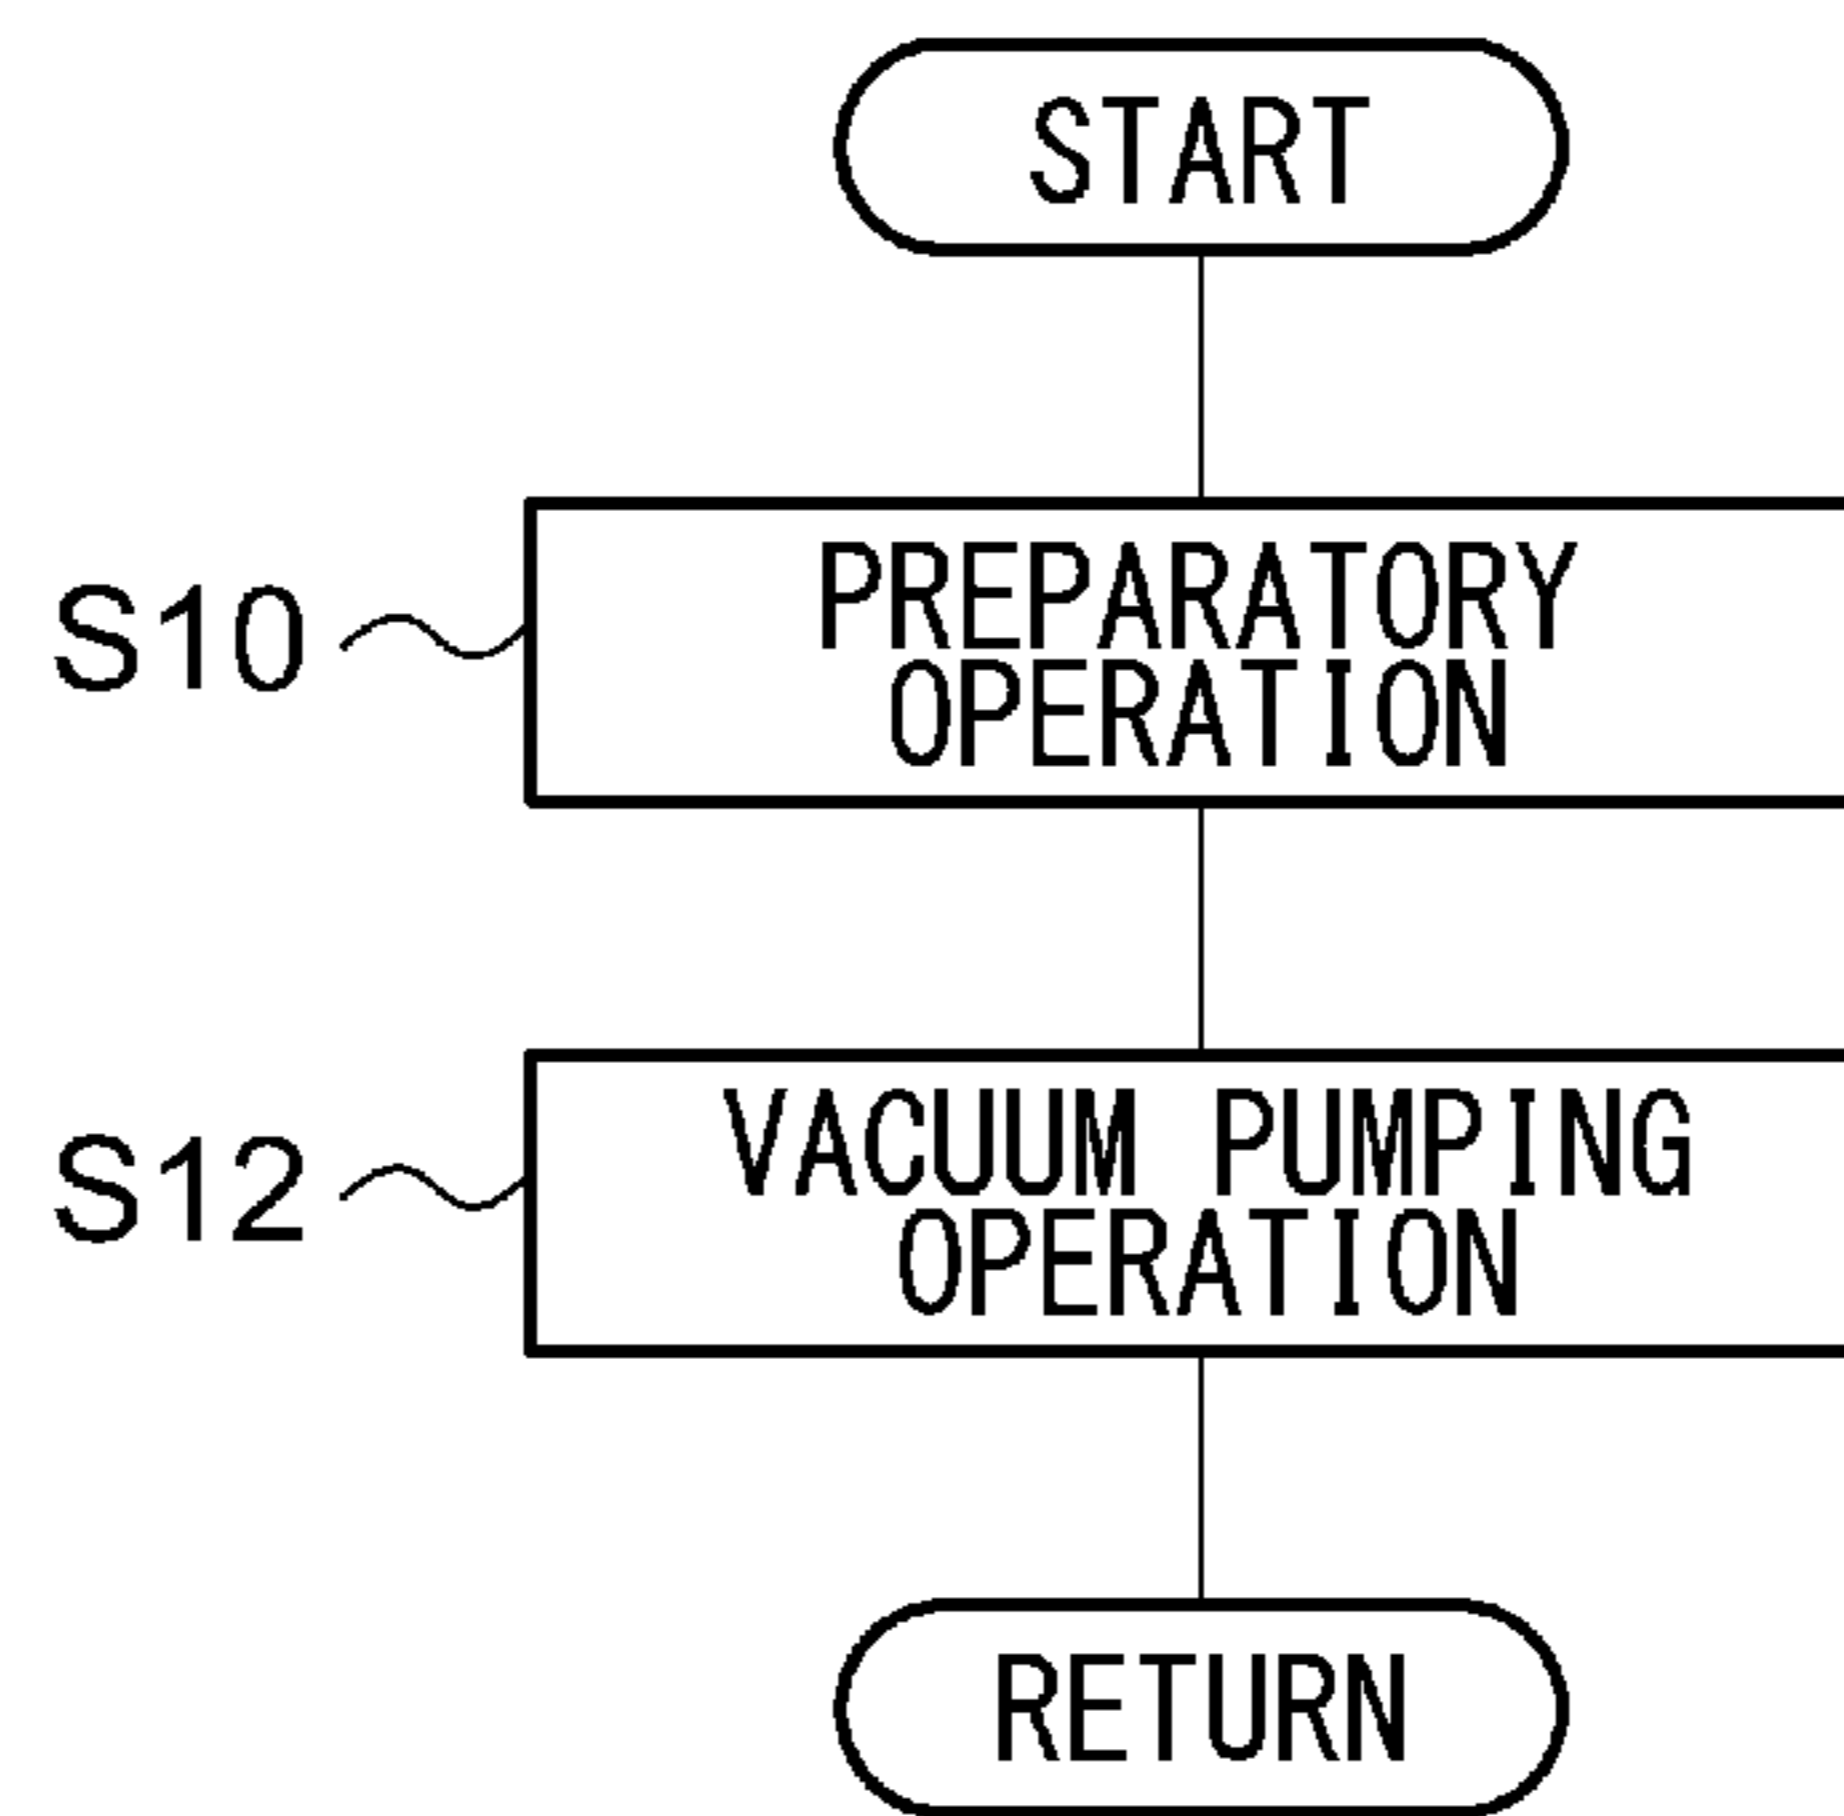 START
S10
PREPARATORY
OPERATION
S12
VACUUM PUMPING
OPERATION
RETURN